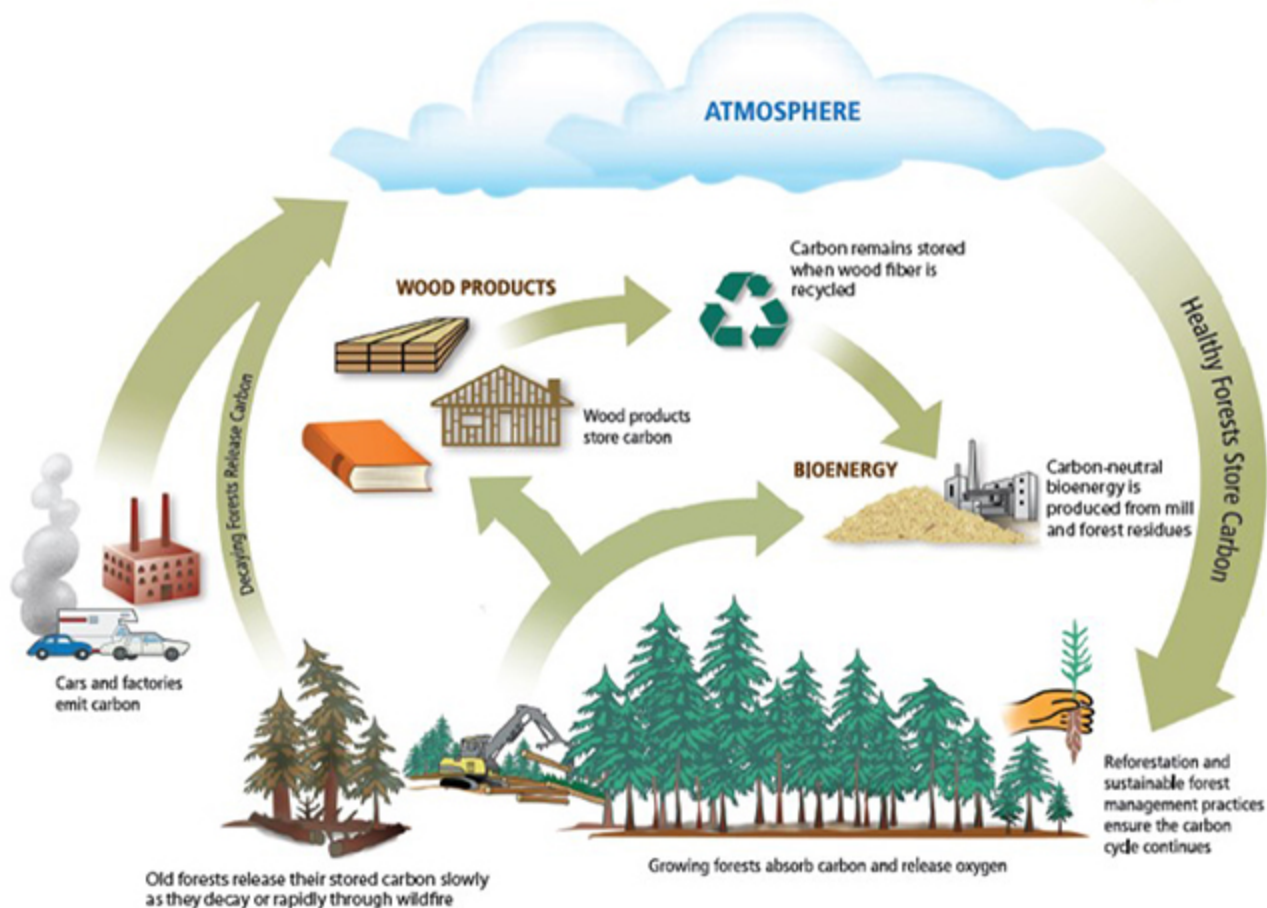 ATMOSPHERE
Carbon remains stored
when wood fiber is
recycled
WOOD PRODUCTS
Wood products
store carbon
BIOENERGY
Carbon-neutral
bioenergy is
produced from mill
and forest residues
Healthy Forests Store Carbon
Decaying Forests Release Carbon
Cars and factories
emit carbon
Reforestation and
sustainable forest
management practices
ensure the carbon
cycle continues
Growing forests absorb carbon and release oxygen
Old forests release their stored carbon slowly
as they decay or rapidly through wildfire